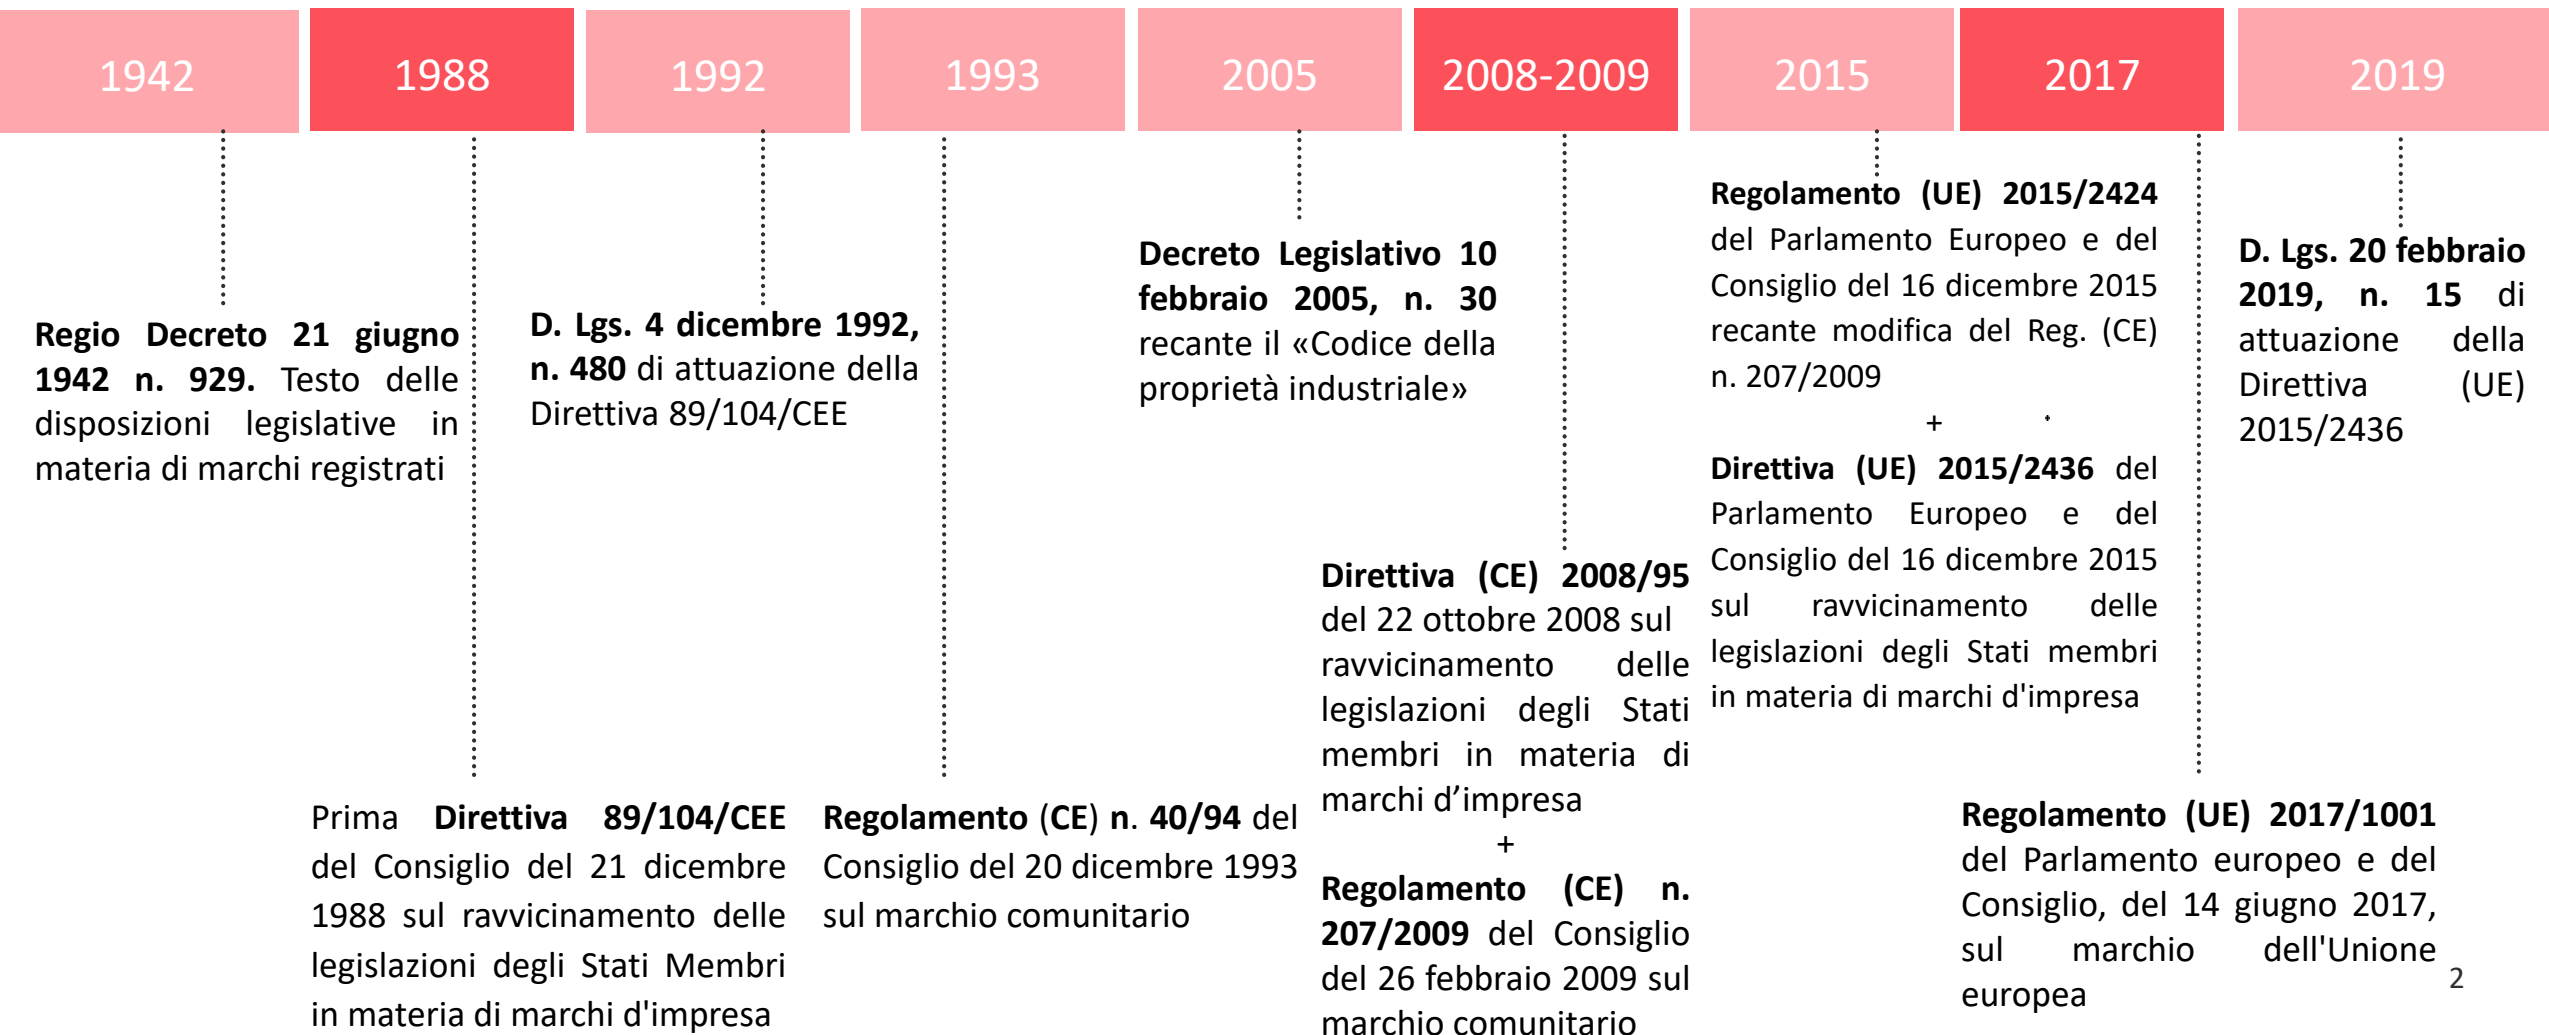 1942
1988
1992
1993
2005
2008-2009
2015
2017
2019
Regio Decreto 21 giugno
1942 n. 929. Testo delle
disposizioni legislative in
materia di marchi registrati
Prima Direttiva 89/104/CEE
del Consiglio del 21 dicembre
1988 sul ravvicinamento delle
legislazioni degli Stati Membri
in materia di marchi d'impresa
D. Lgs. 4 dicembre 1992,
n. 480 di attuazione della
Direttiva 89/104/CEE
Regolamento (CE) n. 40/94 del
Consiglio del 20 dicembre 1993
sul marchio comunitario
Decreto Legislativo 10
febbraio 2005, n. 30
recante il «Codice della
proprietà industriale»
Direttiva (CE) 2008/95
del 22 ottobre 2008 sul
ravvicinamento delle
legislazioni degli Stati
membri in materia di
marchi d’impresa
+
Regolamento (CE) n.
207/2009 del Consiglio
del 26 febbraio 2009 sul
marchio comunitario
Regolamento (UE) 2015/2424
del Parlamento Europeo e del
Consiglio del 16 dicembre 2015
recante modifica del Reg. (CE)
n. 207/2009
+ +
Direttiva (UE) 2015/2436 del
Parlamento Europeo e del
Consiglio del 16 dicembre 2015
sul ravvicinamento delle
legislazioni degli Stati membri
in materia di marchi d'impresa
Regolamento (UE) 2017/1001
del Parlamento europeo e del
Consiglio, del 14 giugno 2017,
sul marchio dell'Unione
europea
D. Lgs. 20 febbraio
2019, n. 15 di
attuazione della
Direttiva (UE)
2015/2436
2